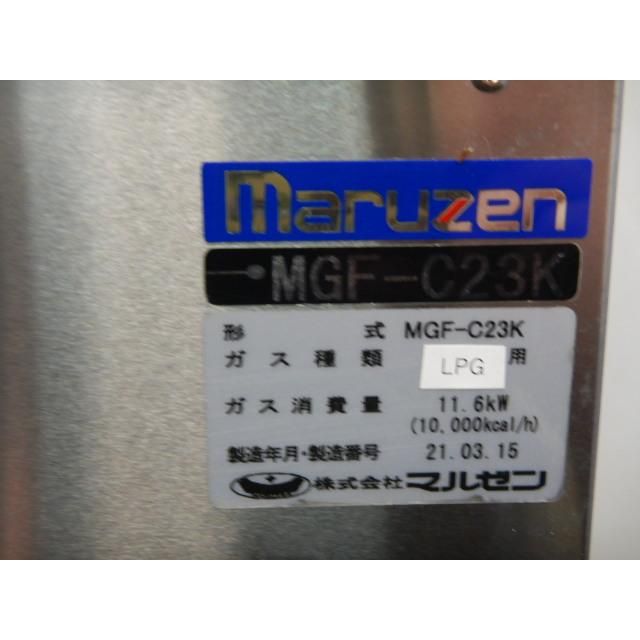 maruzen
MGF-C23K
形式 MGF-C23K
ガス種類 LPG 用
ガス消費量 11.6kW
(10,000kcal/h)
製造年月・製造番号 21.03.15
株式会社マルゼン